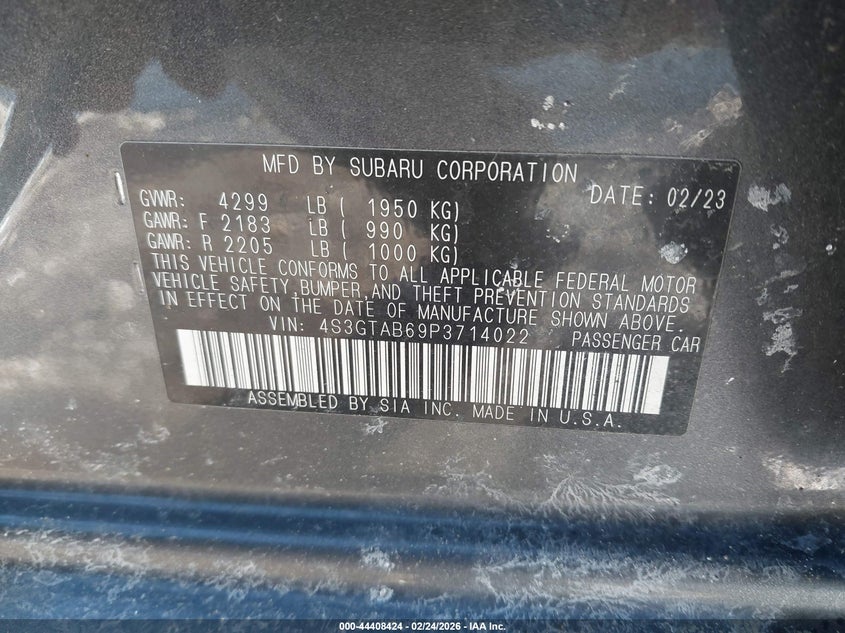 MFD BY SUBARU CORPORATION
DATE: 02/23
GVWR: 4299 LB ( 1950 KG)
GAWR: F 2183 LB ( 990 KG)
GAWR: R 2205 LB ( 1000 KG)
THIS VEHICLE CONFORMS TO ALL APPLICABLE FEDERAL MOTOR
VEHICLE SAFETY,BUMPER,AND THEFT PREVENTION STANDARDS
IN EFFECT ON THE DATE OF MANUFACTURE SHOWN ABOVE.
VIN: 4S3GTAB69P3714022 PASSENGER CAR
ASSEMBLED BY SIA INC. MADE IN U.S.A.
000-44408424 - 02/24/2026 - IAA Inc.